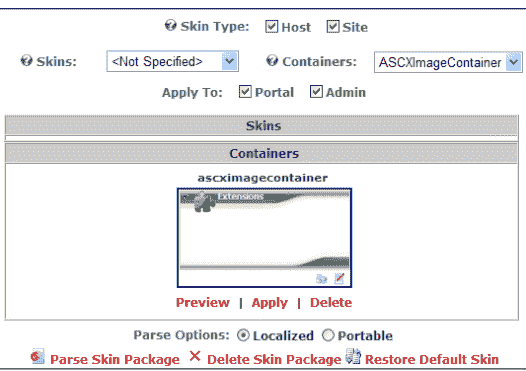 Skin Type: Host Site
Skins: <Not Specified> Containers: ASCXImageContainer
Apply To: Portal Admin
Skins
Containers
ascximagecontainer
Extensions
Preview | Apply | Delete
Parse Options: Localized Portable
Parse Skin Package Delete Skin Package Restore Default Skin